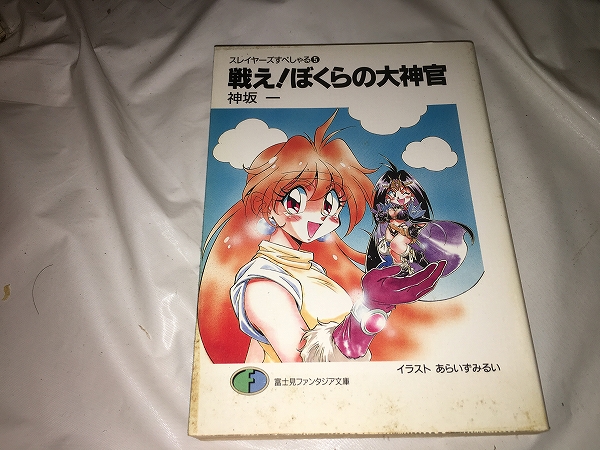 スレイヤーズすぺしゃる5
戦え!ぼくらの大神官
神坂 一
イラスト あらいずみるい
富士見ファンタジア文庫